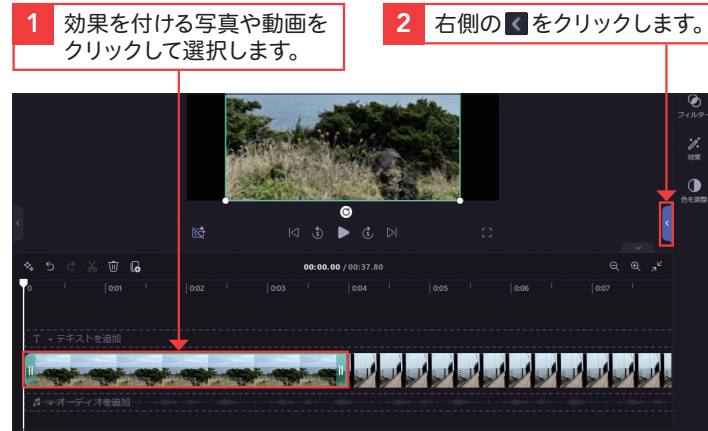 1 効果を付ける写真や動画を
クリックして選択します。
2 右側の < をクリックします。
フィルター
効果
色を調整
5
5
00:00.00 / 00:37.80
0
0:01
0:02
0:03
0:04
0:05
0:06
0:07
T + テキストを追加
+ オーディオを追加